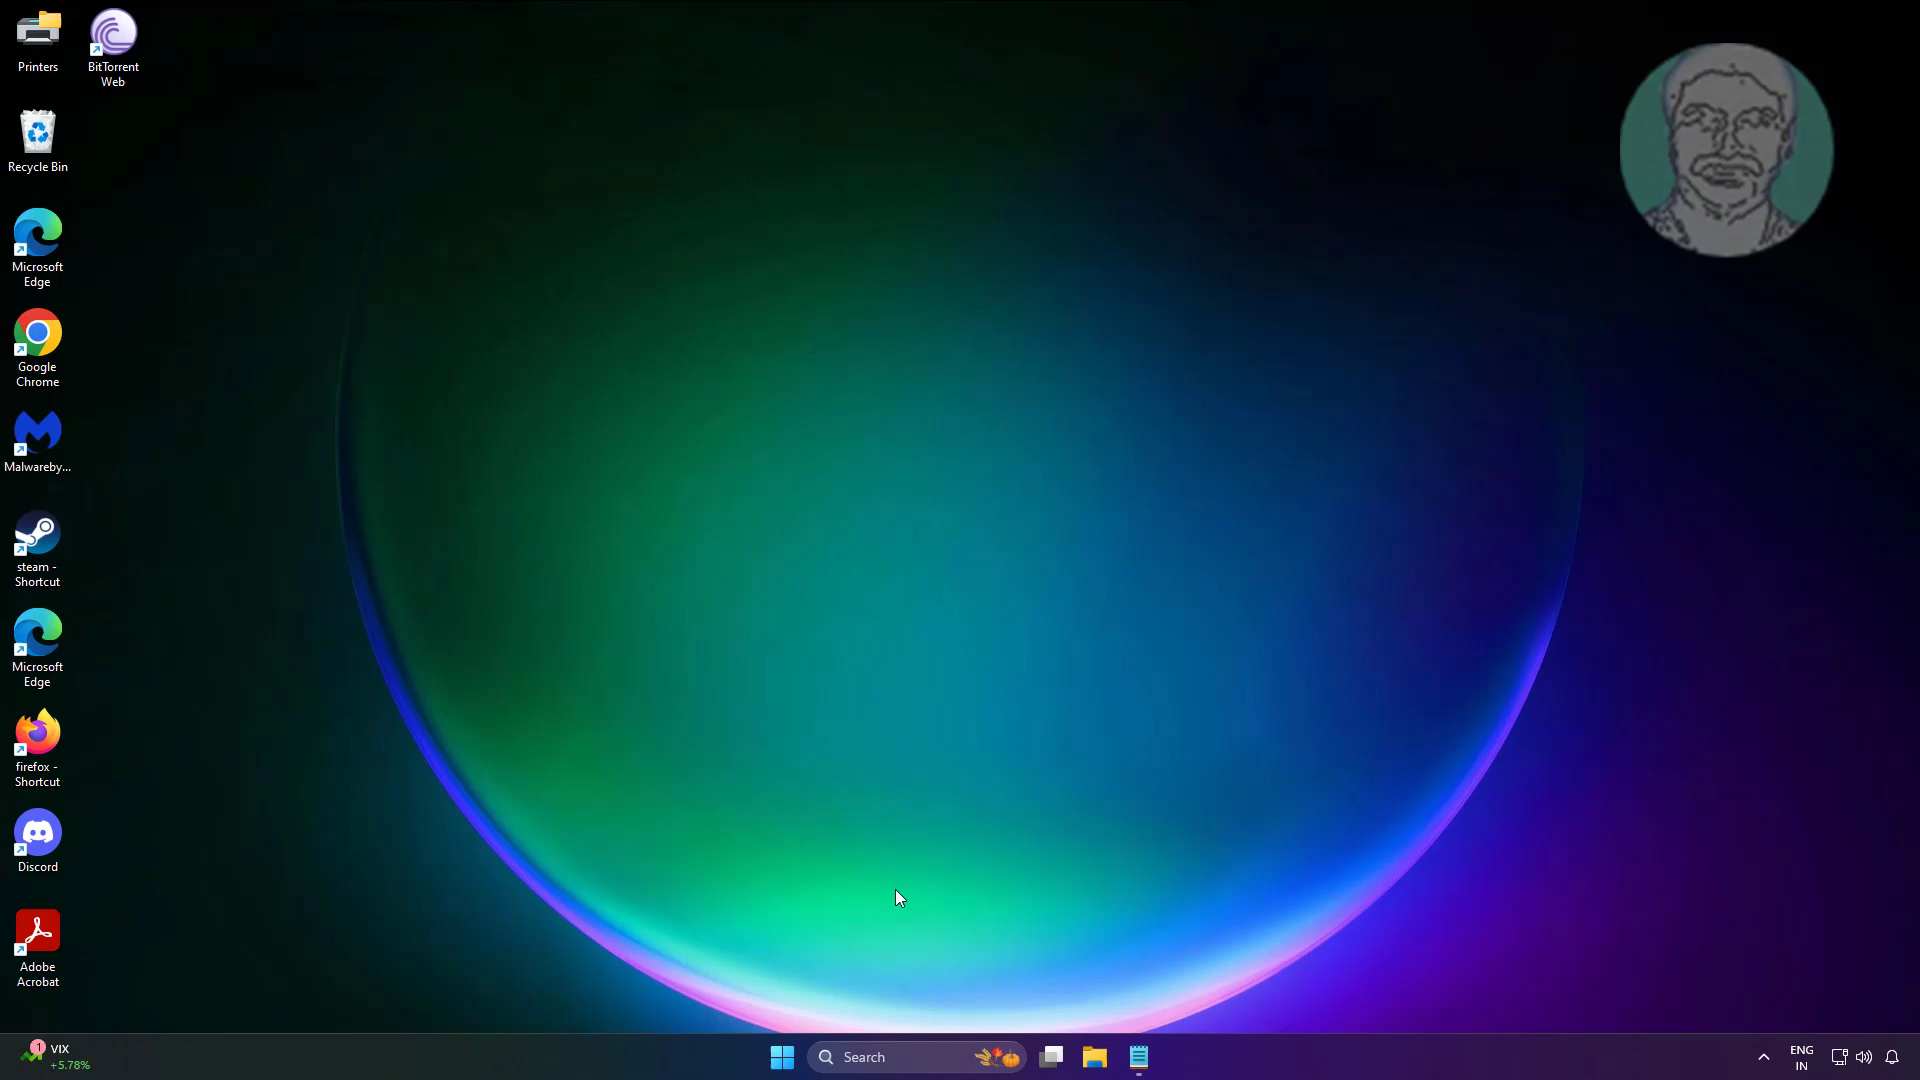 Printers
BitTorrent
Web
Recycle Bin
Microsoft
Edge
Google
Chrome
Malwareby...
steam -
Shortcut
Microsoft
Edge
firefox -
Shortcut
Discord
Adobe
Acrobat
1
VIX
+5.78%
Search
ENG
IN